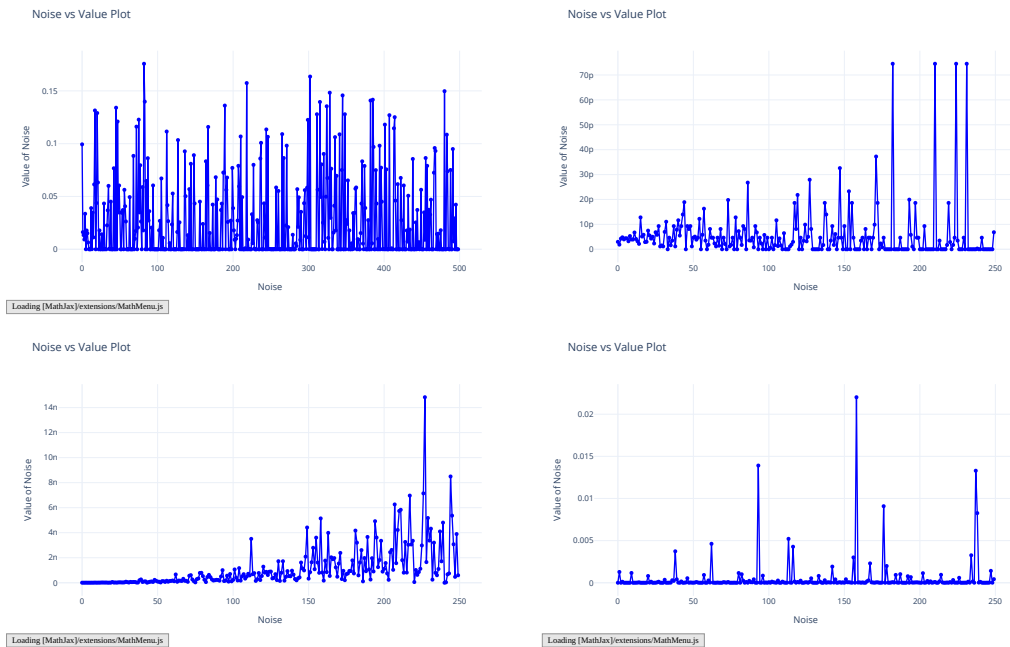 Noise vs Value Plot
Value of Noise
0.15
0.1
0.05
0
0 100 200 300 400 500
Noise
Loading [MathJax]/extensions/MathMenu.js
Noise vs Value Plot
Value of Noise
70p
60p
50p
40p
30p
20p
10p
0
0 50 100 150 200 250
Noise
Noise vs Value Plot
Value of Noise
14n
12n
10n
8n
6n
4n
2n
0
0 50 100 150 200 250
Noise
Loading [MathJax]/extensions/MathMenu.js
Noise vs Value Plot
Value of Noise
0.02
0.015
0.01
0.005
0
0 50 100 150 200 250
Noise
Loading [MathJax]/extensions/MathMenu.js